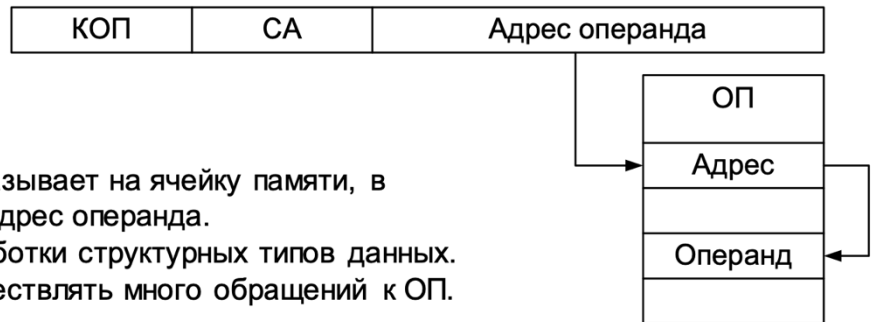 КОП СА Адрес операнда
ОП
Адрес
Операнд
зывает на ячейку памяти, в
дрес операнда.
ботки структурных типов данных.
ествлять много обращений к ОП.